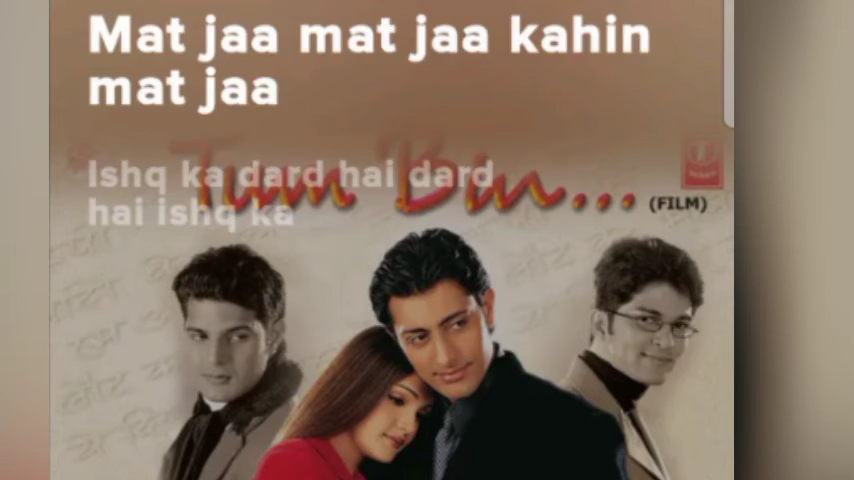 Mat jaa mat jaa kahin
mat jaa
Ishq ka dard hai dard
hai ishq ka
Tum Bin...
(FILM)